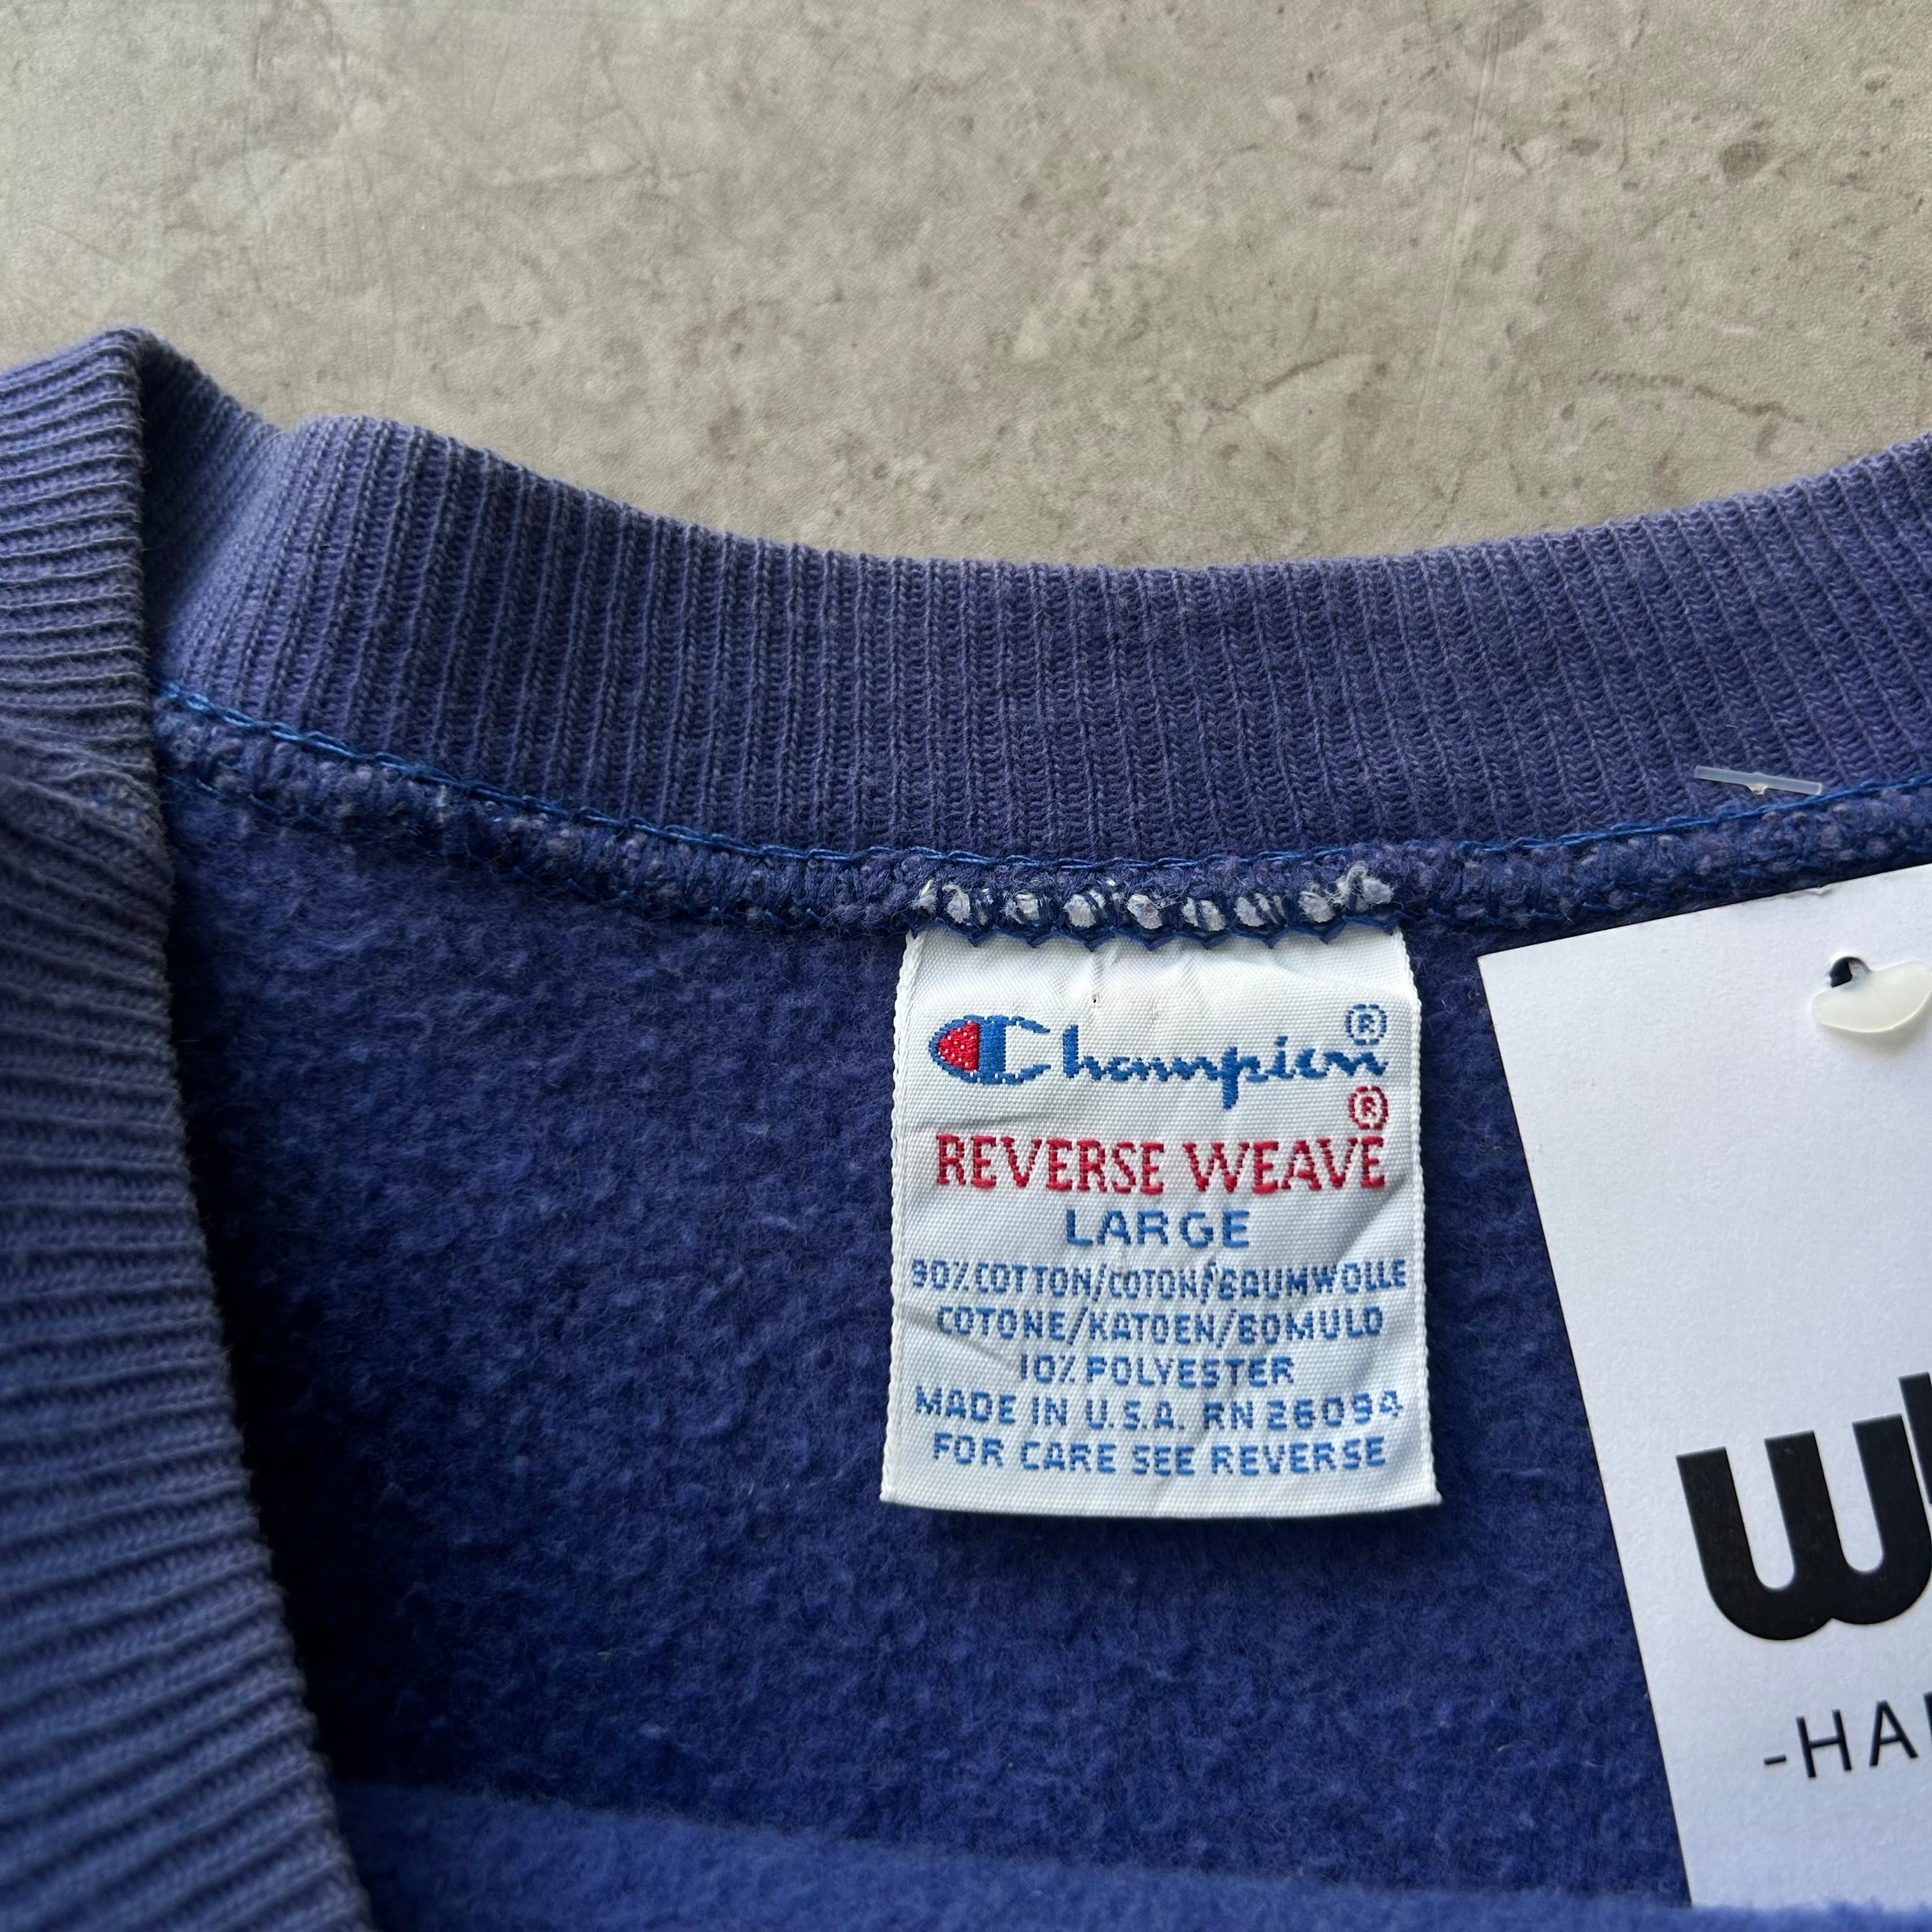 Champion®
®
REVERSE WEAVE
LARGE
90% COTTON/COTON/BAUMWOLLE
COTONE/KATOEN/BOMULD
10% POLYESTER
MADE IN U.S.A. RN 26094
FOR CARE SEE REVERSE